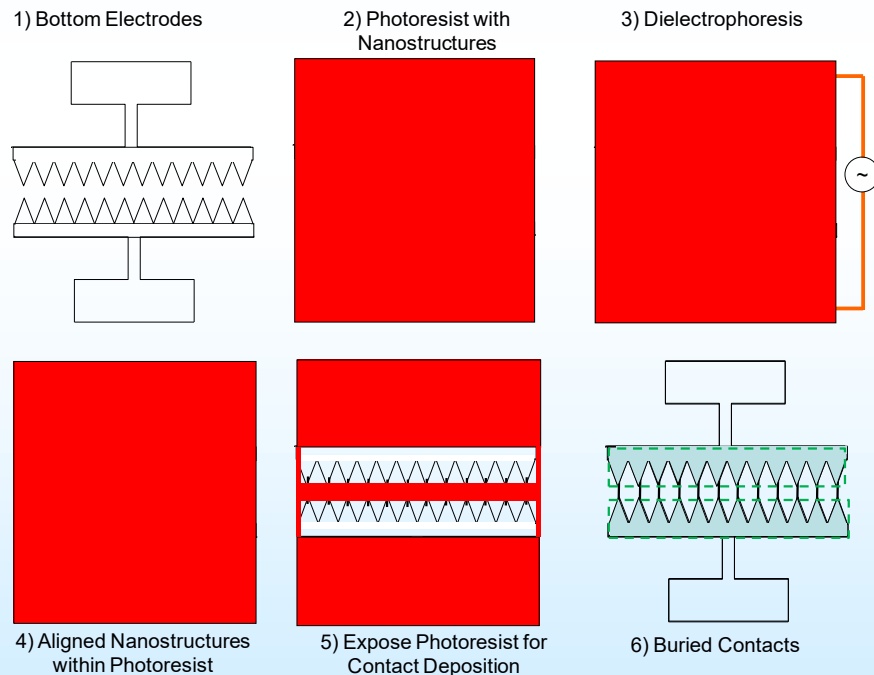 1) Bottom Electrodes
2) Photoresist with
Nanostructures
3) Dielectrophoresis
~
4) Aligned Nanostructures
within Photoresist
5) Expose Photoresist for
Contact Deposition
6) Buried Contacts